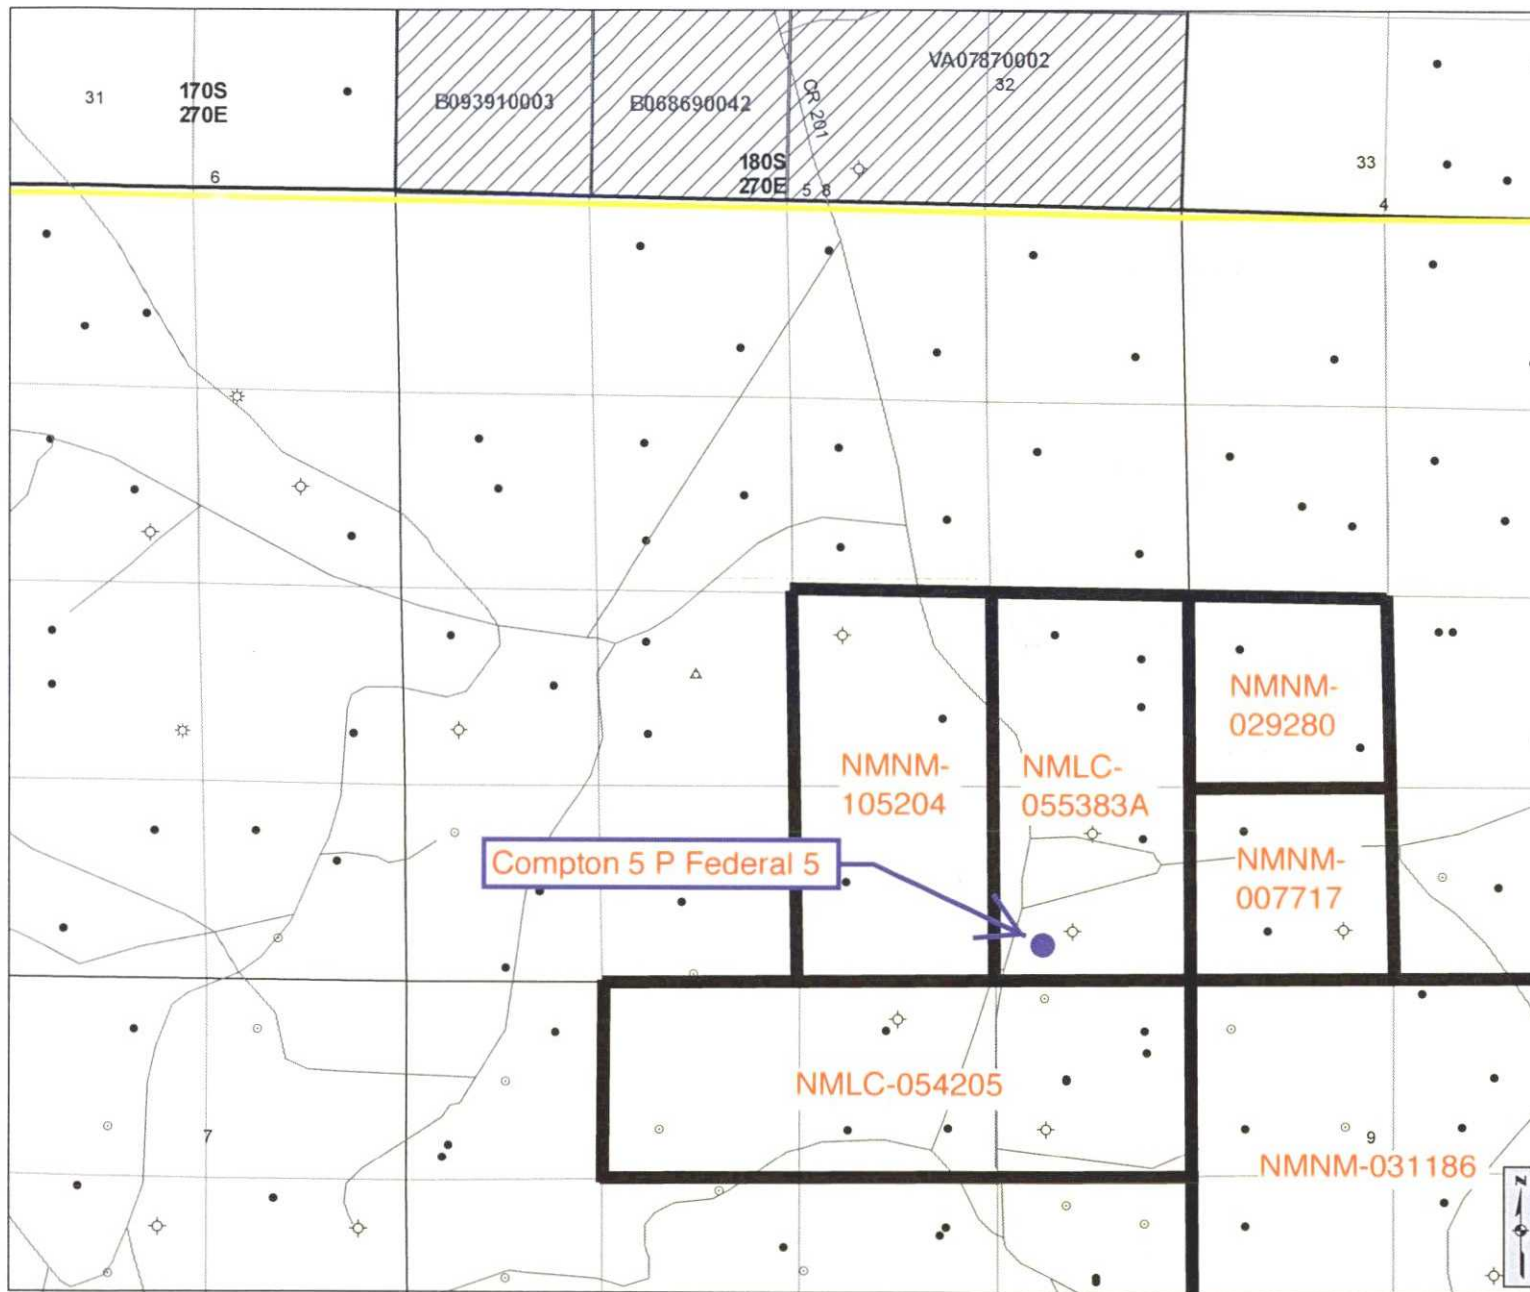 31
170S
270E
B093910003
B068690042
CR 201
VA07870002
32
33
6
180S
270E
5 8
4
NMNM-
105204
NMLC-
055383A
NMNM-
029280
Compton 5 P Federal 5
NMNM-
007717
NMLC-054205
7
9
NMNM-031186
N